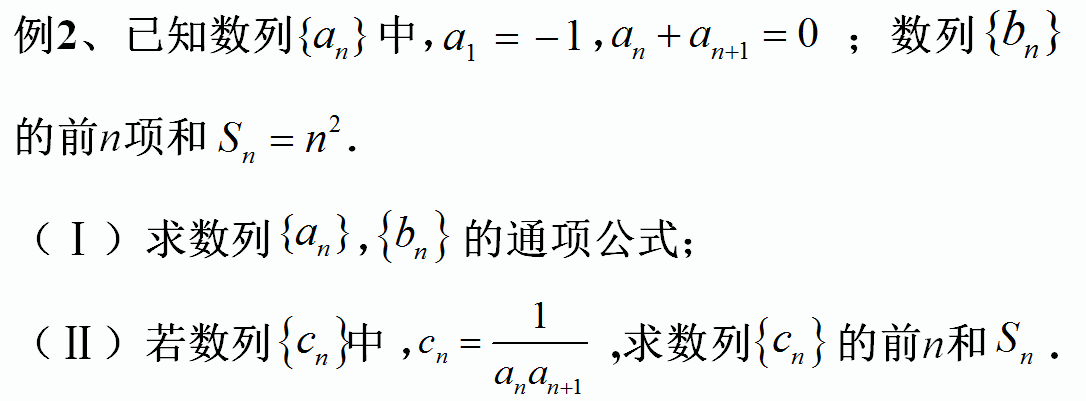 例2、已知数列{aₙ}中,a₁ = −1,aₙ + aₙ₊₁ = 0 ；数列{bₙ}
的前n项和 Sₙ = n².
（Ⅰ）求数列{aₙ},{bₙ}的通项公式；
（Ⅱ）若数列{cₙ}中,cₙ = 1/(aₙaₙ₊₁) ,求数列{cₙ}的前n和 Sₙ .